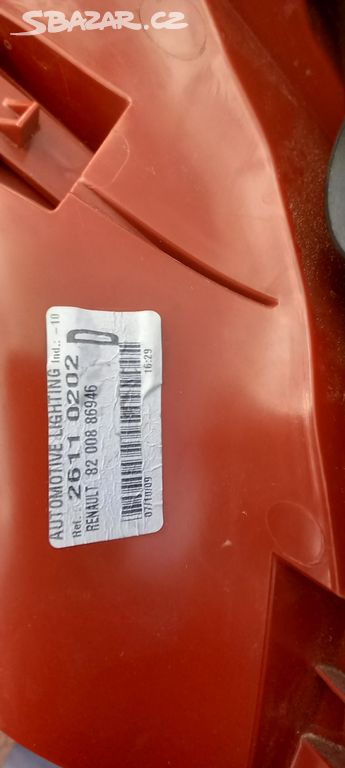 SBAZAR.CZ
AUTOMOTIVE LIGHTING Ind.: -10
Ref.: 2611 0202 D
RENAULT 82 008 86946
07/10/09 16:29